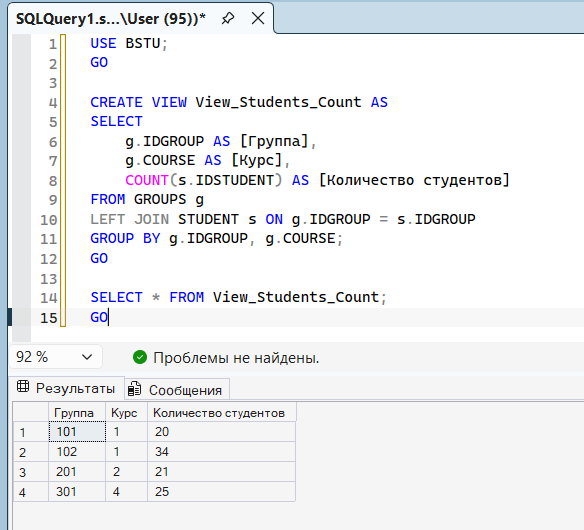 SQLQuery1.s...\User (95))*
1 USE BSTU;
2 GO
3
4 CREATE VIEW View_Students_Count AS
5 SELECT
6 g.IDGROUP AS [Группа],
7 g.COURSE AS [Курс],
8 COUNT(s.IDSTUDENT) AS [Количество студентов]
9 FROM GROUPS g
10 LEFT JOIN STUDENT s ON g.IDGROUP = s.IDGROUP
11 GROUP BY g.IDGROUP, g.COURSE;
12 GO
13
14 SELECT * FROM View_Students_Count;
15 GO
92 % Проблемы не найдены.
Результаты Сообщения
Группа Курс Количество студентов
1 101 1 20
2 102 1 34
3 201 2 21
4 301 4 25